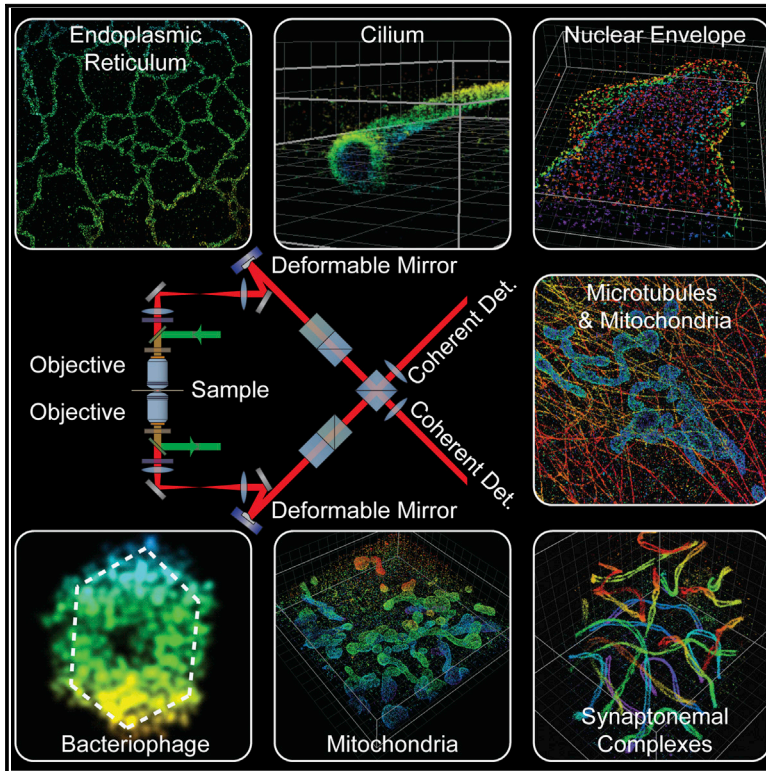 Endoplasmic
Reticulum
Cilium
Nuclear Envelope
Deformable Mirror
Coherent Det.
Microtubules
& Mitochondria
Objective
Sample
Objective
Coherent Det.
Deformable Mirror
Bacteriophage
Mitochondria
Synaptonemal
Complexes